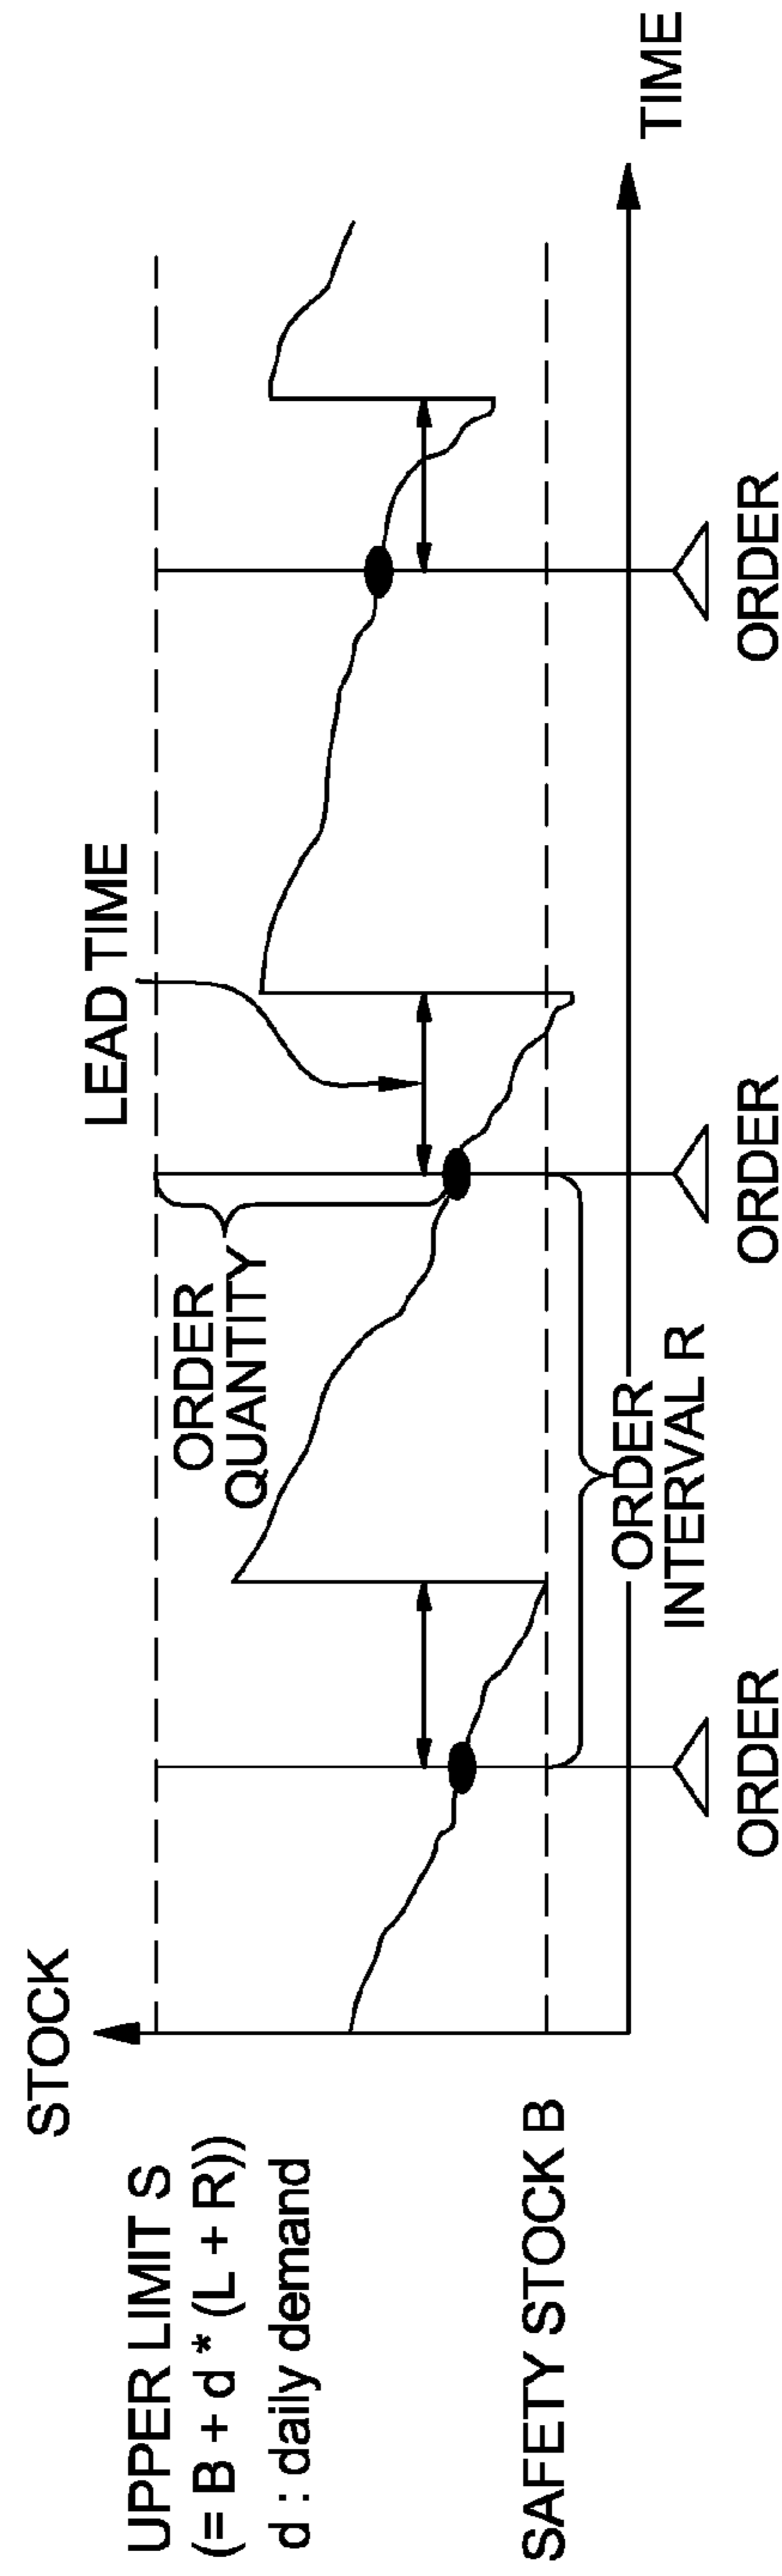 STOCK
UPPER LIMIT S
(= B + d * (L + R))
d : daily demand
SAFETY STOCK B
ORDER
QUANTITY
LEAD TIME
ORDER
INTERVAL R
TIME
ORDER
ORDER
ORDER